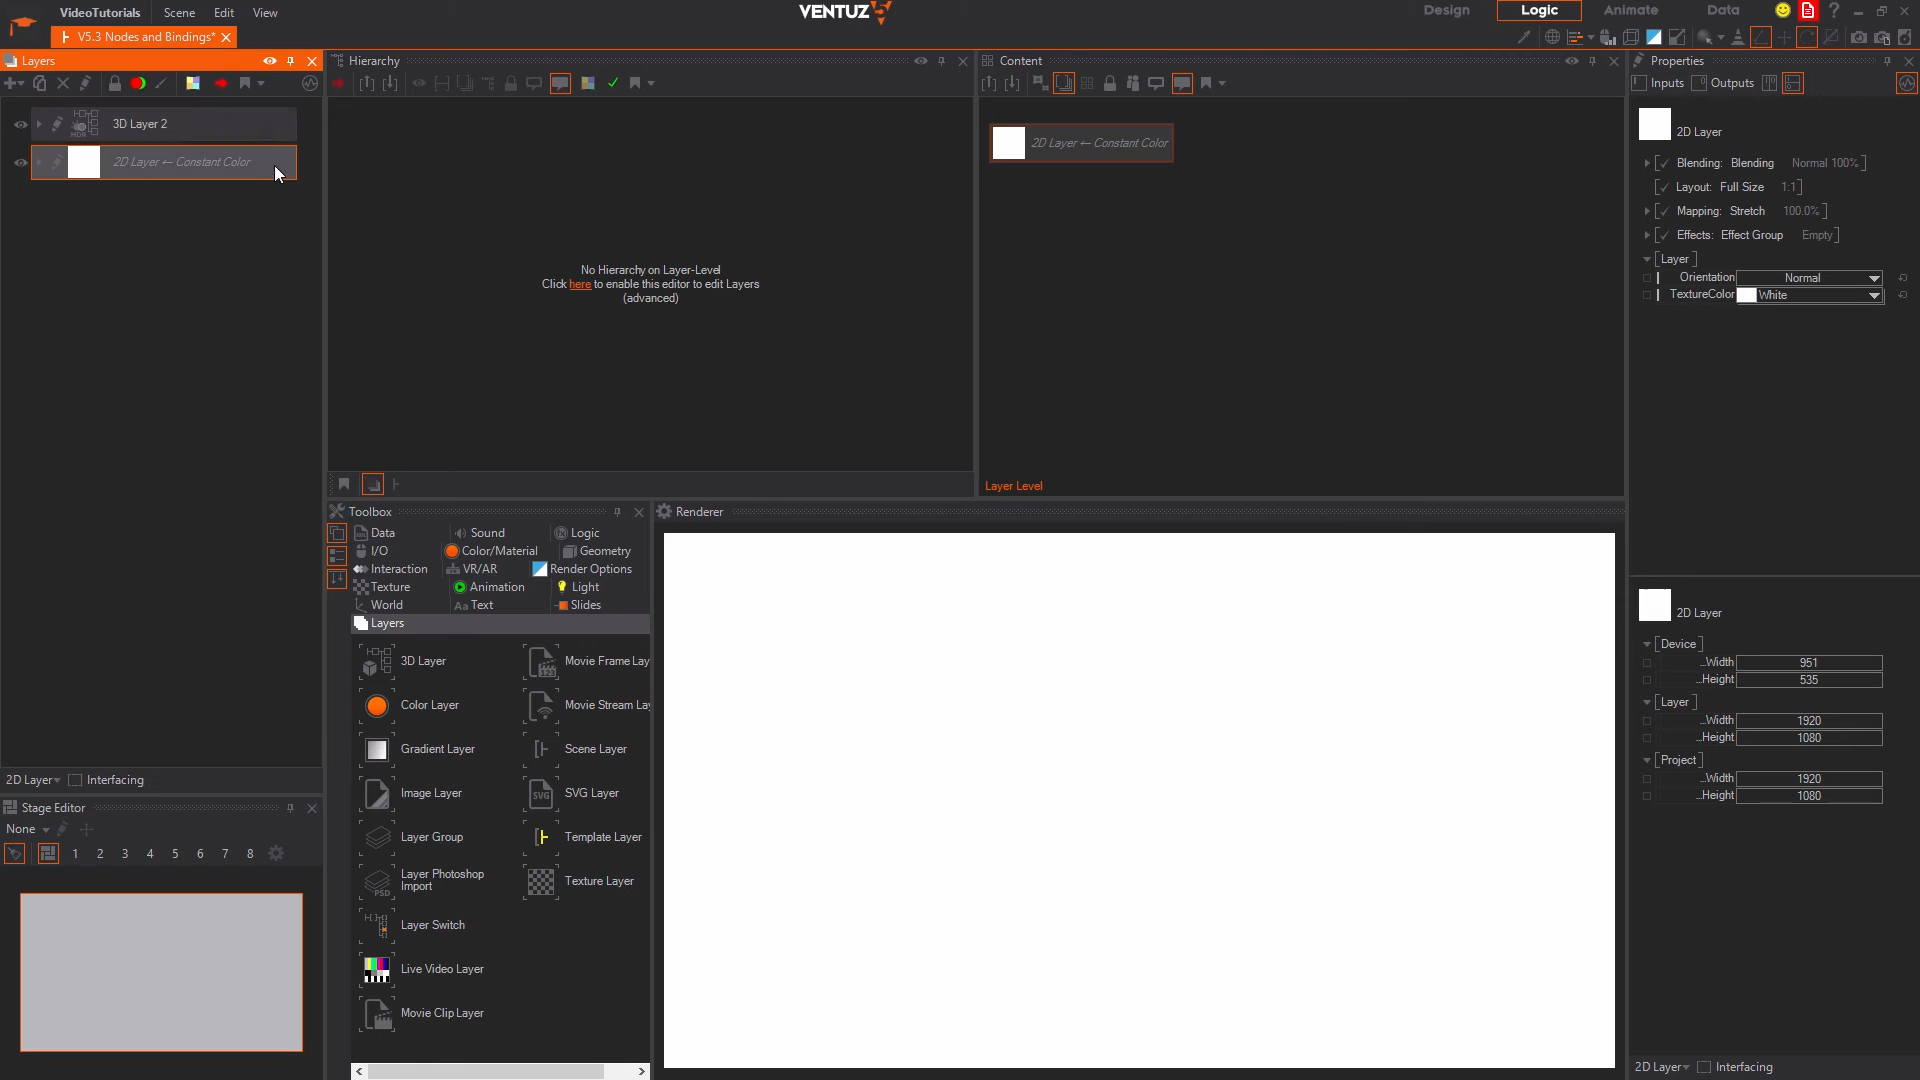 VideoTutorials Scene Edit View VENTUZ Design Logic Animate Data
V5.3 Nodes and Bindings*
Layers
3D Layer 2
HDR
2D Layer ← Constant Color
2D Layer Interfacing
Stage Editor
None
1 2 3 4 5 6 7 8
Hierarchy
No Hierarchy on Layer-Level
Click here to enable this editor to edit Layers
(advanced)
Content
2D Layer ← Constant Color
Layer Level
Toolbox
Data Sound Logic
I/O Color/Material Geometry
Interaction VR/AR Render Options
Texture Animation Light
World Aa Text Slides
Layers
3D Layer Movie Frame Lay
Color Layer Movie Stream Lay
Gradient Layer Scene Layer
Image Layer SVG SVG Layer
Layer Group Template Layer
PSD Layer Photoshop Import Texture Layer
Layer Switch
Live Video Layer
Movie Clip Layer
Renderer
Properties
Inputs Outputs
2D Layer
Blending: Blending Normal 100%
Layout: Full Size 1:1
Mapping: Stretch 100.0%
Effects: Effect Group Empty
Layer
Orientation Normal
TextureColor White
2D Layer
Device
...Width 951
...Height 535
Layer
...Width 1920
...Height 1080
Project
...Width 1920
...Height 1080
2D Layer Interfacing